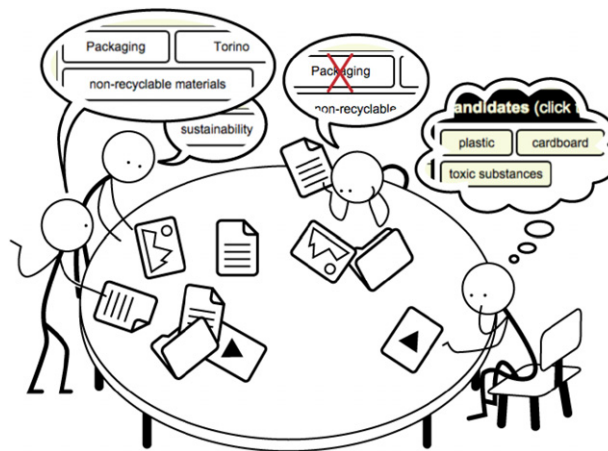 Packaging
Torino
non-recyclable materials
sustainability
Packaging
non-recyclable
andidates (click
plastic
cardboard
toxic substances